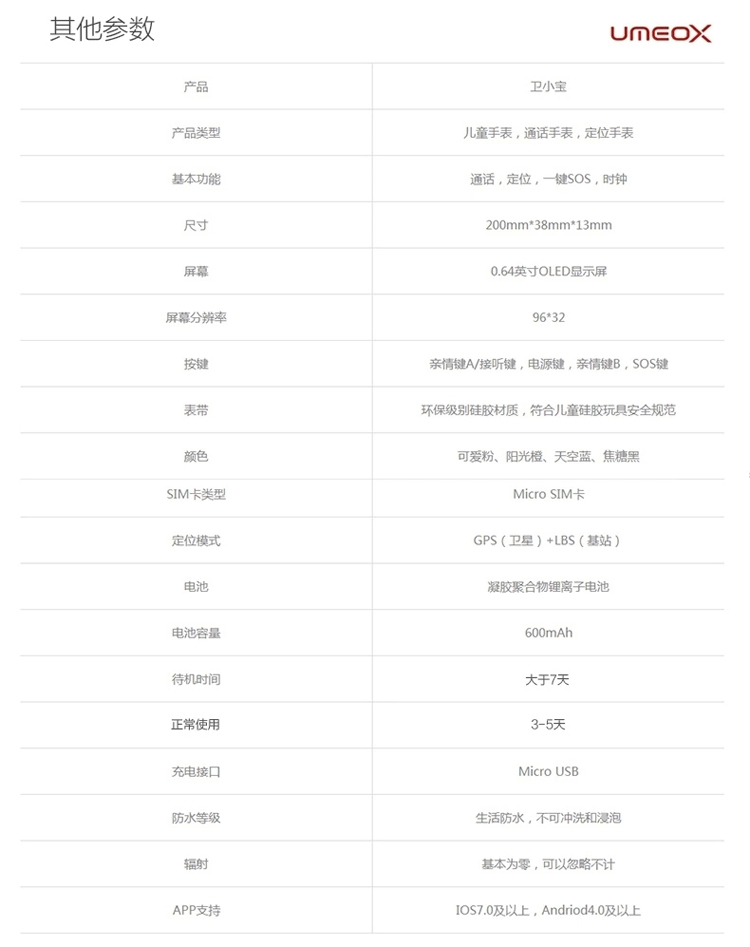 其他参数
UMEOX
产品 卫小宝
产品类型 儿童手表，通话手表，定位手表
基本功能 通话，定位，一键SOS，时钟
尺寸 200mm*38mm*13mm
屏幕 0.64英寸OLED显示屏
屏幕分辨率 96*32
按键 亲情键A/接听键，电源键，亲情键B，SOS键
表带 环保级别硅胶材质，符合儿童硅胶玩具安全规范
颜色 可爱粉、阳光橙、天空蓝、焦糖黑
SIM卡类型 Micro SIM卡
定位模式 GPS（卫星）+LBS（基站）
电池 凝胶聚合物锂离子电池
电池容量 600mAh
待机时间 大于7天
正常使用 3-5天
充电接口 Micro USB
防水等级 生活防水，不可冲洗和浸泡
辐射 基本为零，可以忽略不计
APP支持 IOS7.0及以上，Andriod4.0及以上